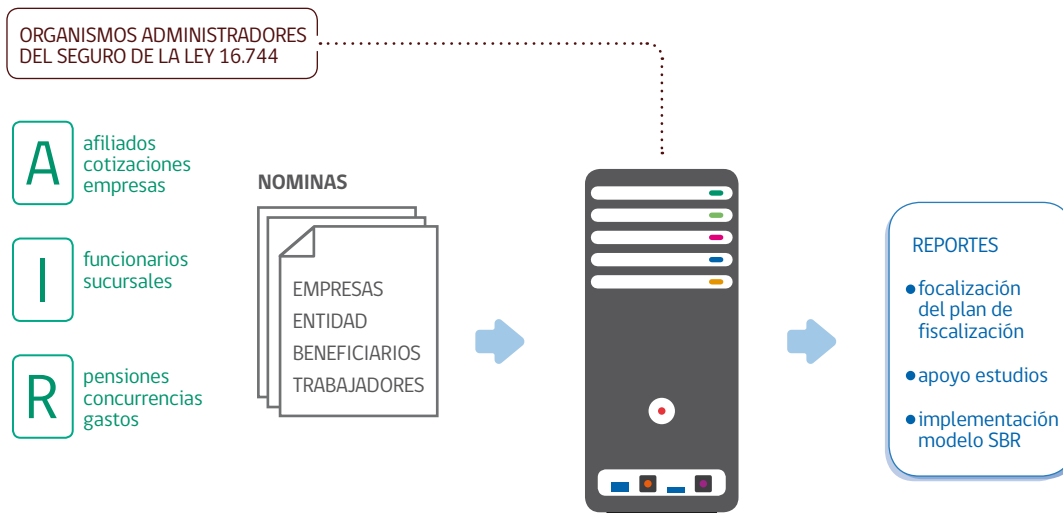 ORGANISMOS ADMINISTRADORES
DEL SEGURO DE LA LEY 16.744
A
afiliados
cotizaciones
empresas
I
funcionarios
sucursales
R
pensiones
concurrencias
gastos
NOMINAS
EMPRESAS
ENTIDAD
BENEFICIARIOS
TRABAJADORES
REPORTES
• focalización
del plan de
fiscalización
• apoyo estudios
• implementación
modelo SBR